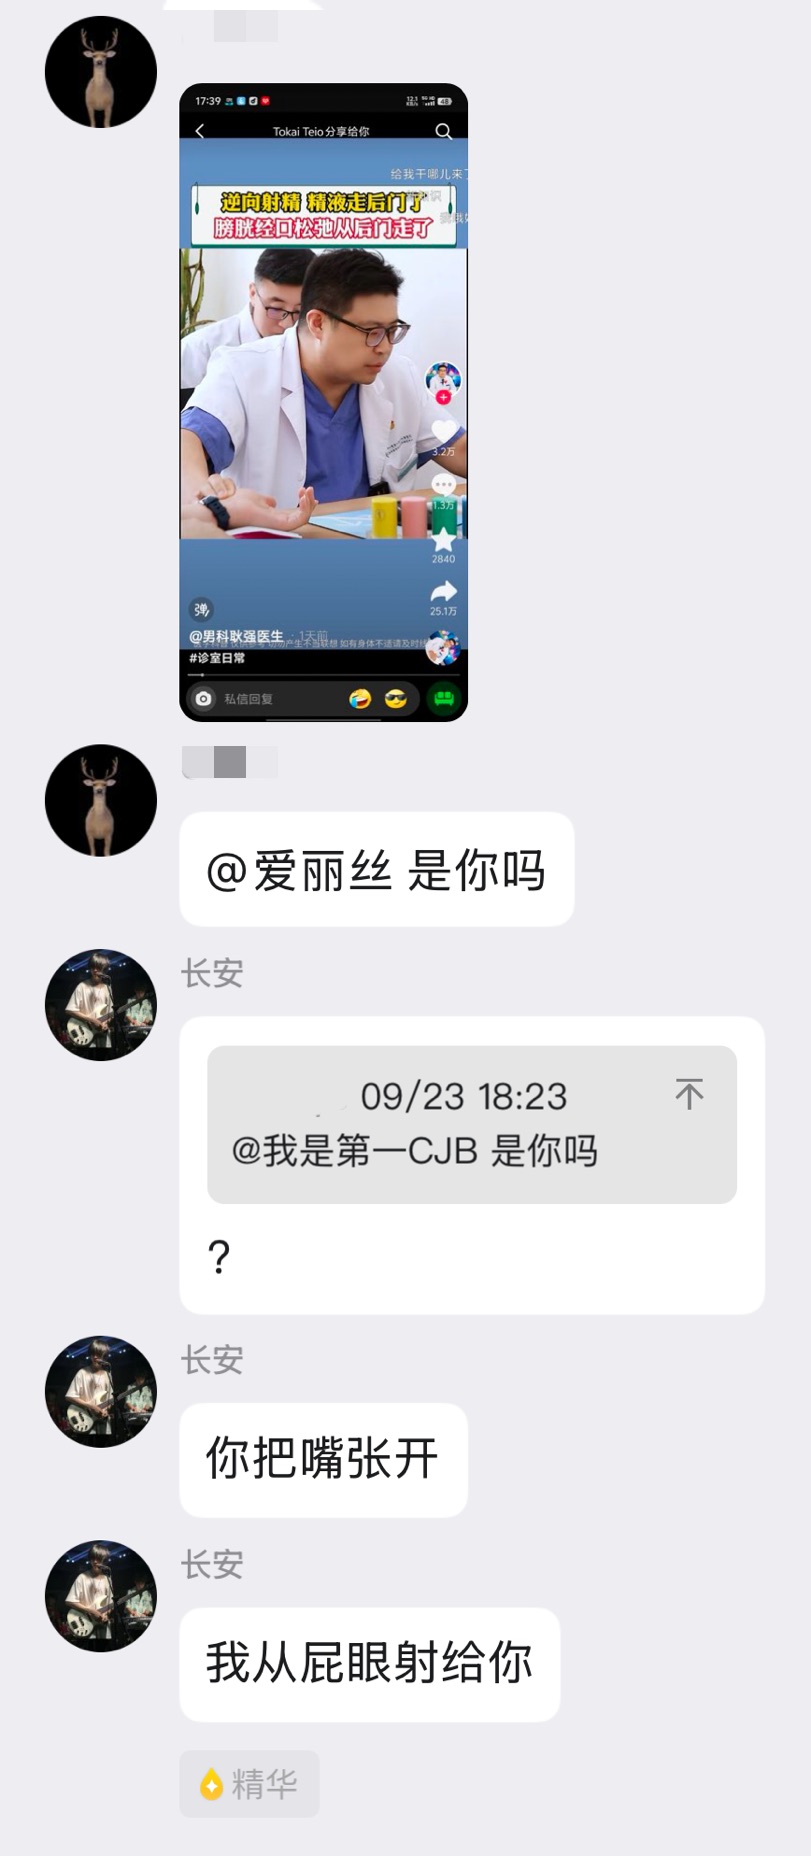 17:39
12.1 KB/s
48
Tokai Teio分享给你
给我干哪儿来了
逆向射精 精液走后门了
膀胱经口松弛从后门走了
3.2万
1.3万
2840
25.1万
弹
@男科耿强医生 · 1天前
#诊室日常
私信回复
@爱丽丝 是你吗
长安
09/23 18:23
@我是第一CJB 是你吗
?
长安
你把嘴张开
长安
我从屁眼射给你
精华